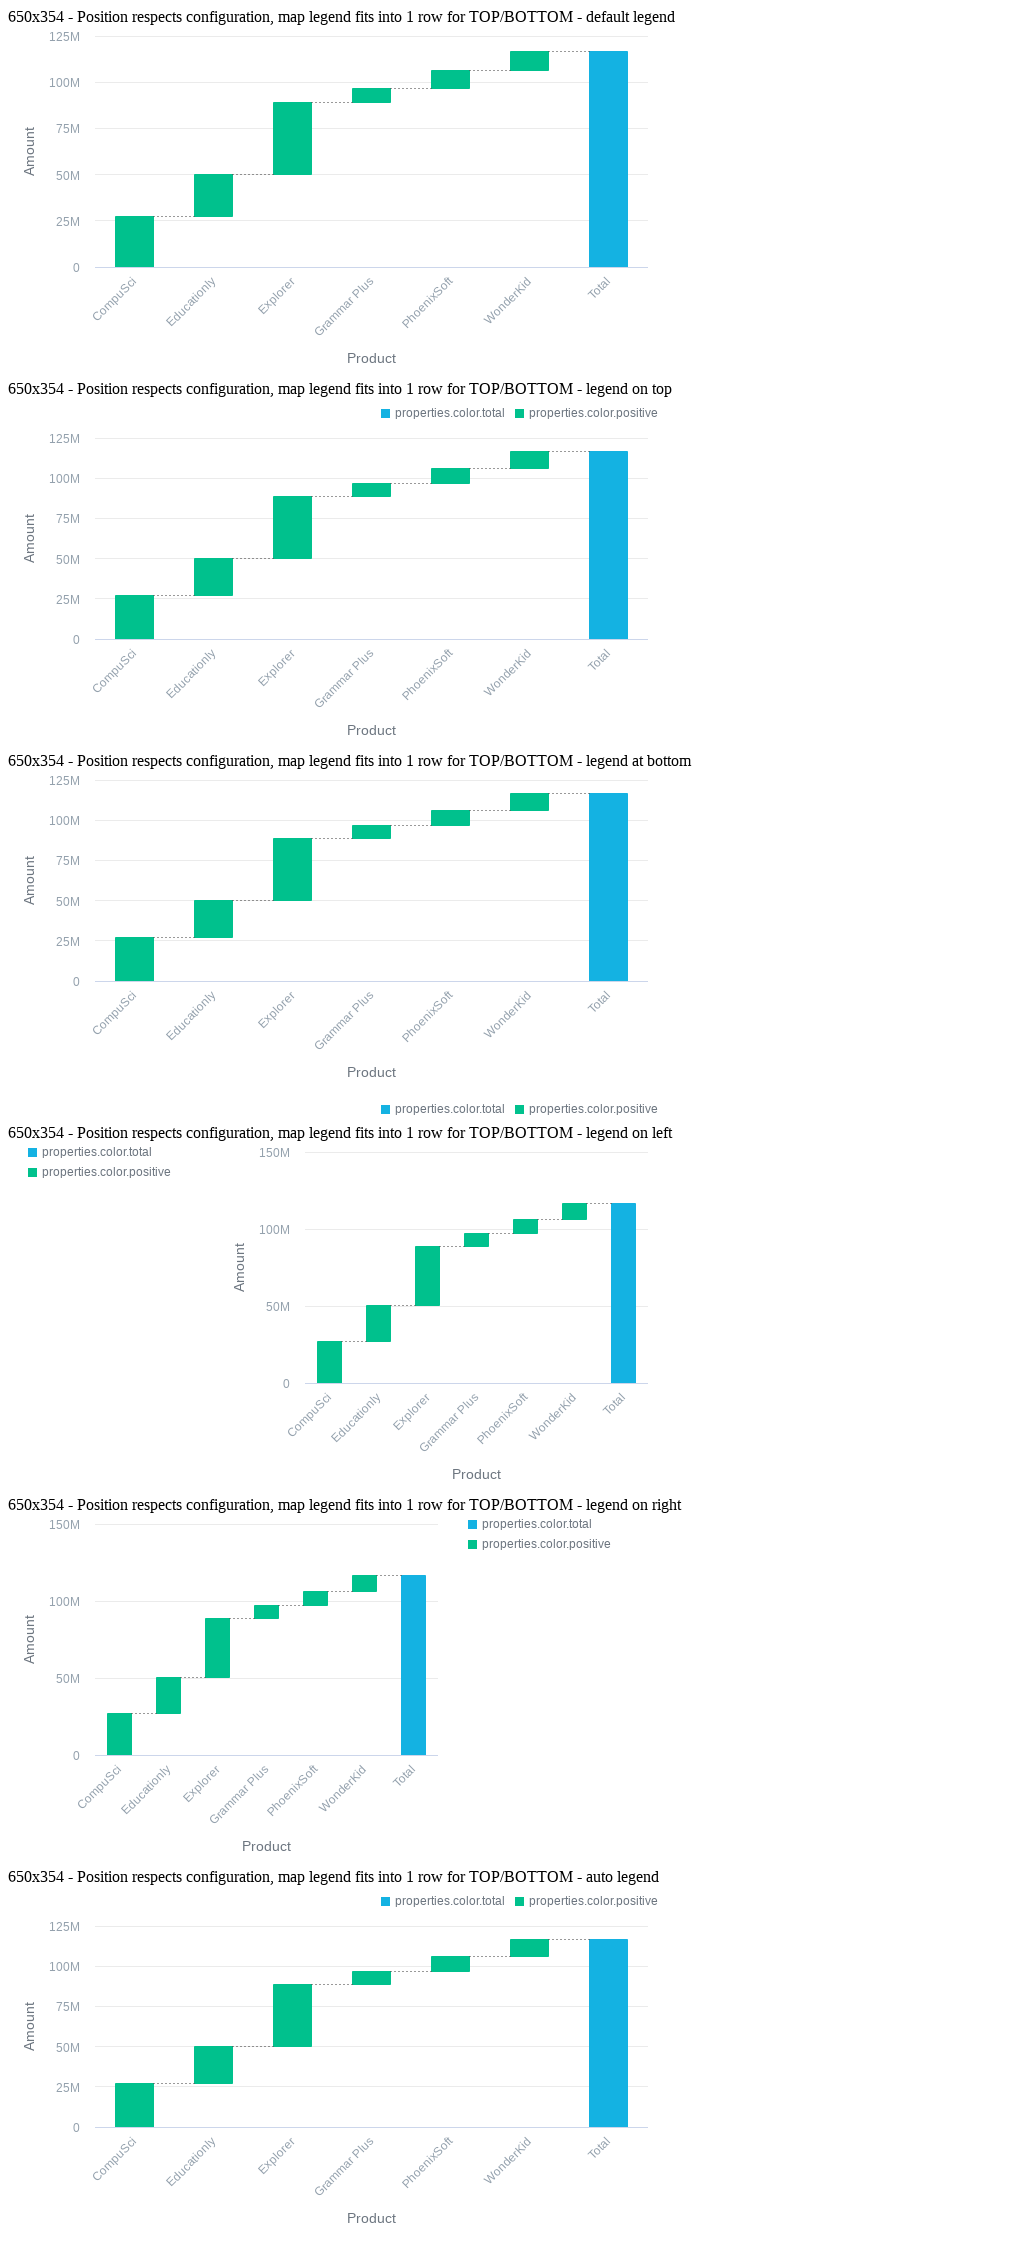 650x354 - Position respects configuration, map legend fits into 1 row for TOP/BOTTOM - default legend
125M
100M
75M
50M
25M
0
Amount
CompuSci
Educationly
Explorer
Grammar Plus
PhoenixSoft
WonderKid
Total
Product
650x354 - Position respects configuration, map legend fits into 1 row for TOP/BOTTOM - legend on top
properties.color.total properties.color.positive
125M
100M
75M
50M
25M
0
Amount
CompuSci
Educationly
Explorer
Grammar Plus
PhoenixSoft
WonderKid
Total
Product
650x354 - Position respects configuration, map legend fits into 1 row for TOP/BOTTOM - legend at bottom
125M
100M
75M
50M
25M
0
Amount
CompuSci
Educationly
Explorer
Grammar Plus
PhoenixSoft
WonderKid
Total
Product
properties.color.total properties.color.positive
650x354 - Position respects configuration, map legend fits into 1 row for TOP/BOTTOM - legend on left
properties.color.total
properties.color.positive
150M
100M
50M
0
Amount
CompuSci
Educationly
Explorer
Grammar Plus
PhoenixSoft
WonderKid
Total
Product
650x354 - Position respects configuration, map legend fits into 1 row for TOP/BOTTOM - legend on right
150M
100M
50M
0
Amount
CompuSci
Educationly
Explorer
Grammar Plus
PhoenixSoft
WonderKid
Total
Product
properties.color.total
properties.color.positive
650x354 - Position respects configuration, map legend fits into 1 row for TOP/BOTTOM - auto legend
properties.color.total properties.color.positive
125M
100M
75M
50M
25M
0
Amount
CompuSci
Educationly
Explorer
Grammar Plus
PhoenixSoft
WonderKid
Total
Product